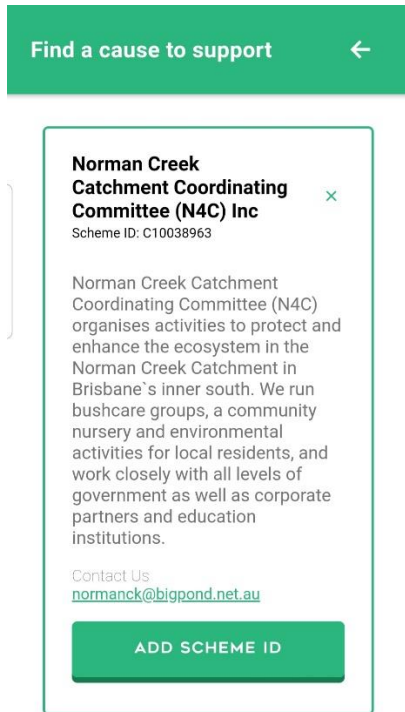 Find a cause to support
Norman Creek
Catchment Coordinating
Committee (N4C) Inc
Scheme ID: C10038963
Norman Creek Catchment
Coordinating Committee (N4C)
organises activities to protect and
enhance the ecosystem in the
Norman Creek Catchment in
Brisbane`s inner south. We run
bushcare groups, a community
nursery and environmental
activities for local residents, and
work closely with all levels of
government as well as corporate
partners and education
institutions.
Contact Us
normanck@bigpond.net.au
ADD SCHEME ID